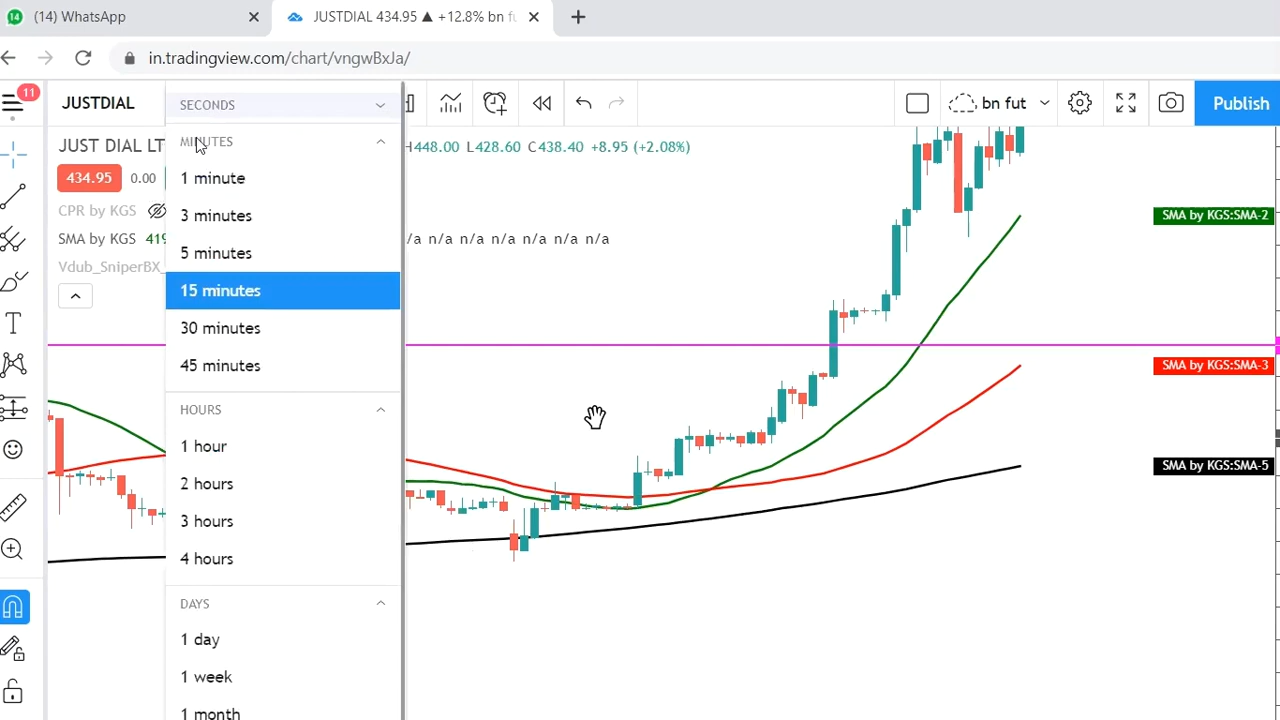 (14) WhatsApp
JUSTDIAL 434.95 ▲ +12.8% bn fu
in.tradingview.com/chart/vngwBxJa/
11
JUSTDIAL
SECONDS
bn fut
Publish
JUST DIAL LT
MINUTES
H448.00 L428.60 C438.40 +8.95 (+2.08%)
434.95 0.00
1 minute
CPR by KGS
3 minutes
SMA by KGS:SMA-2
SMA by KGS 419
/a n/a n/a n/a n/a n/a n/a
5 minutes
Vdub_SniperBX_
15 minutes
30 minutes
45 minutes
SMA by KGS:SMA-3
HOURS
1 hour
SMA by KGS:SMA-5
2 hours
3 hours
4 hours
DAYS
1 day
1 week
1 month